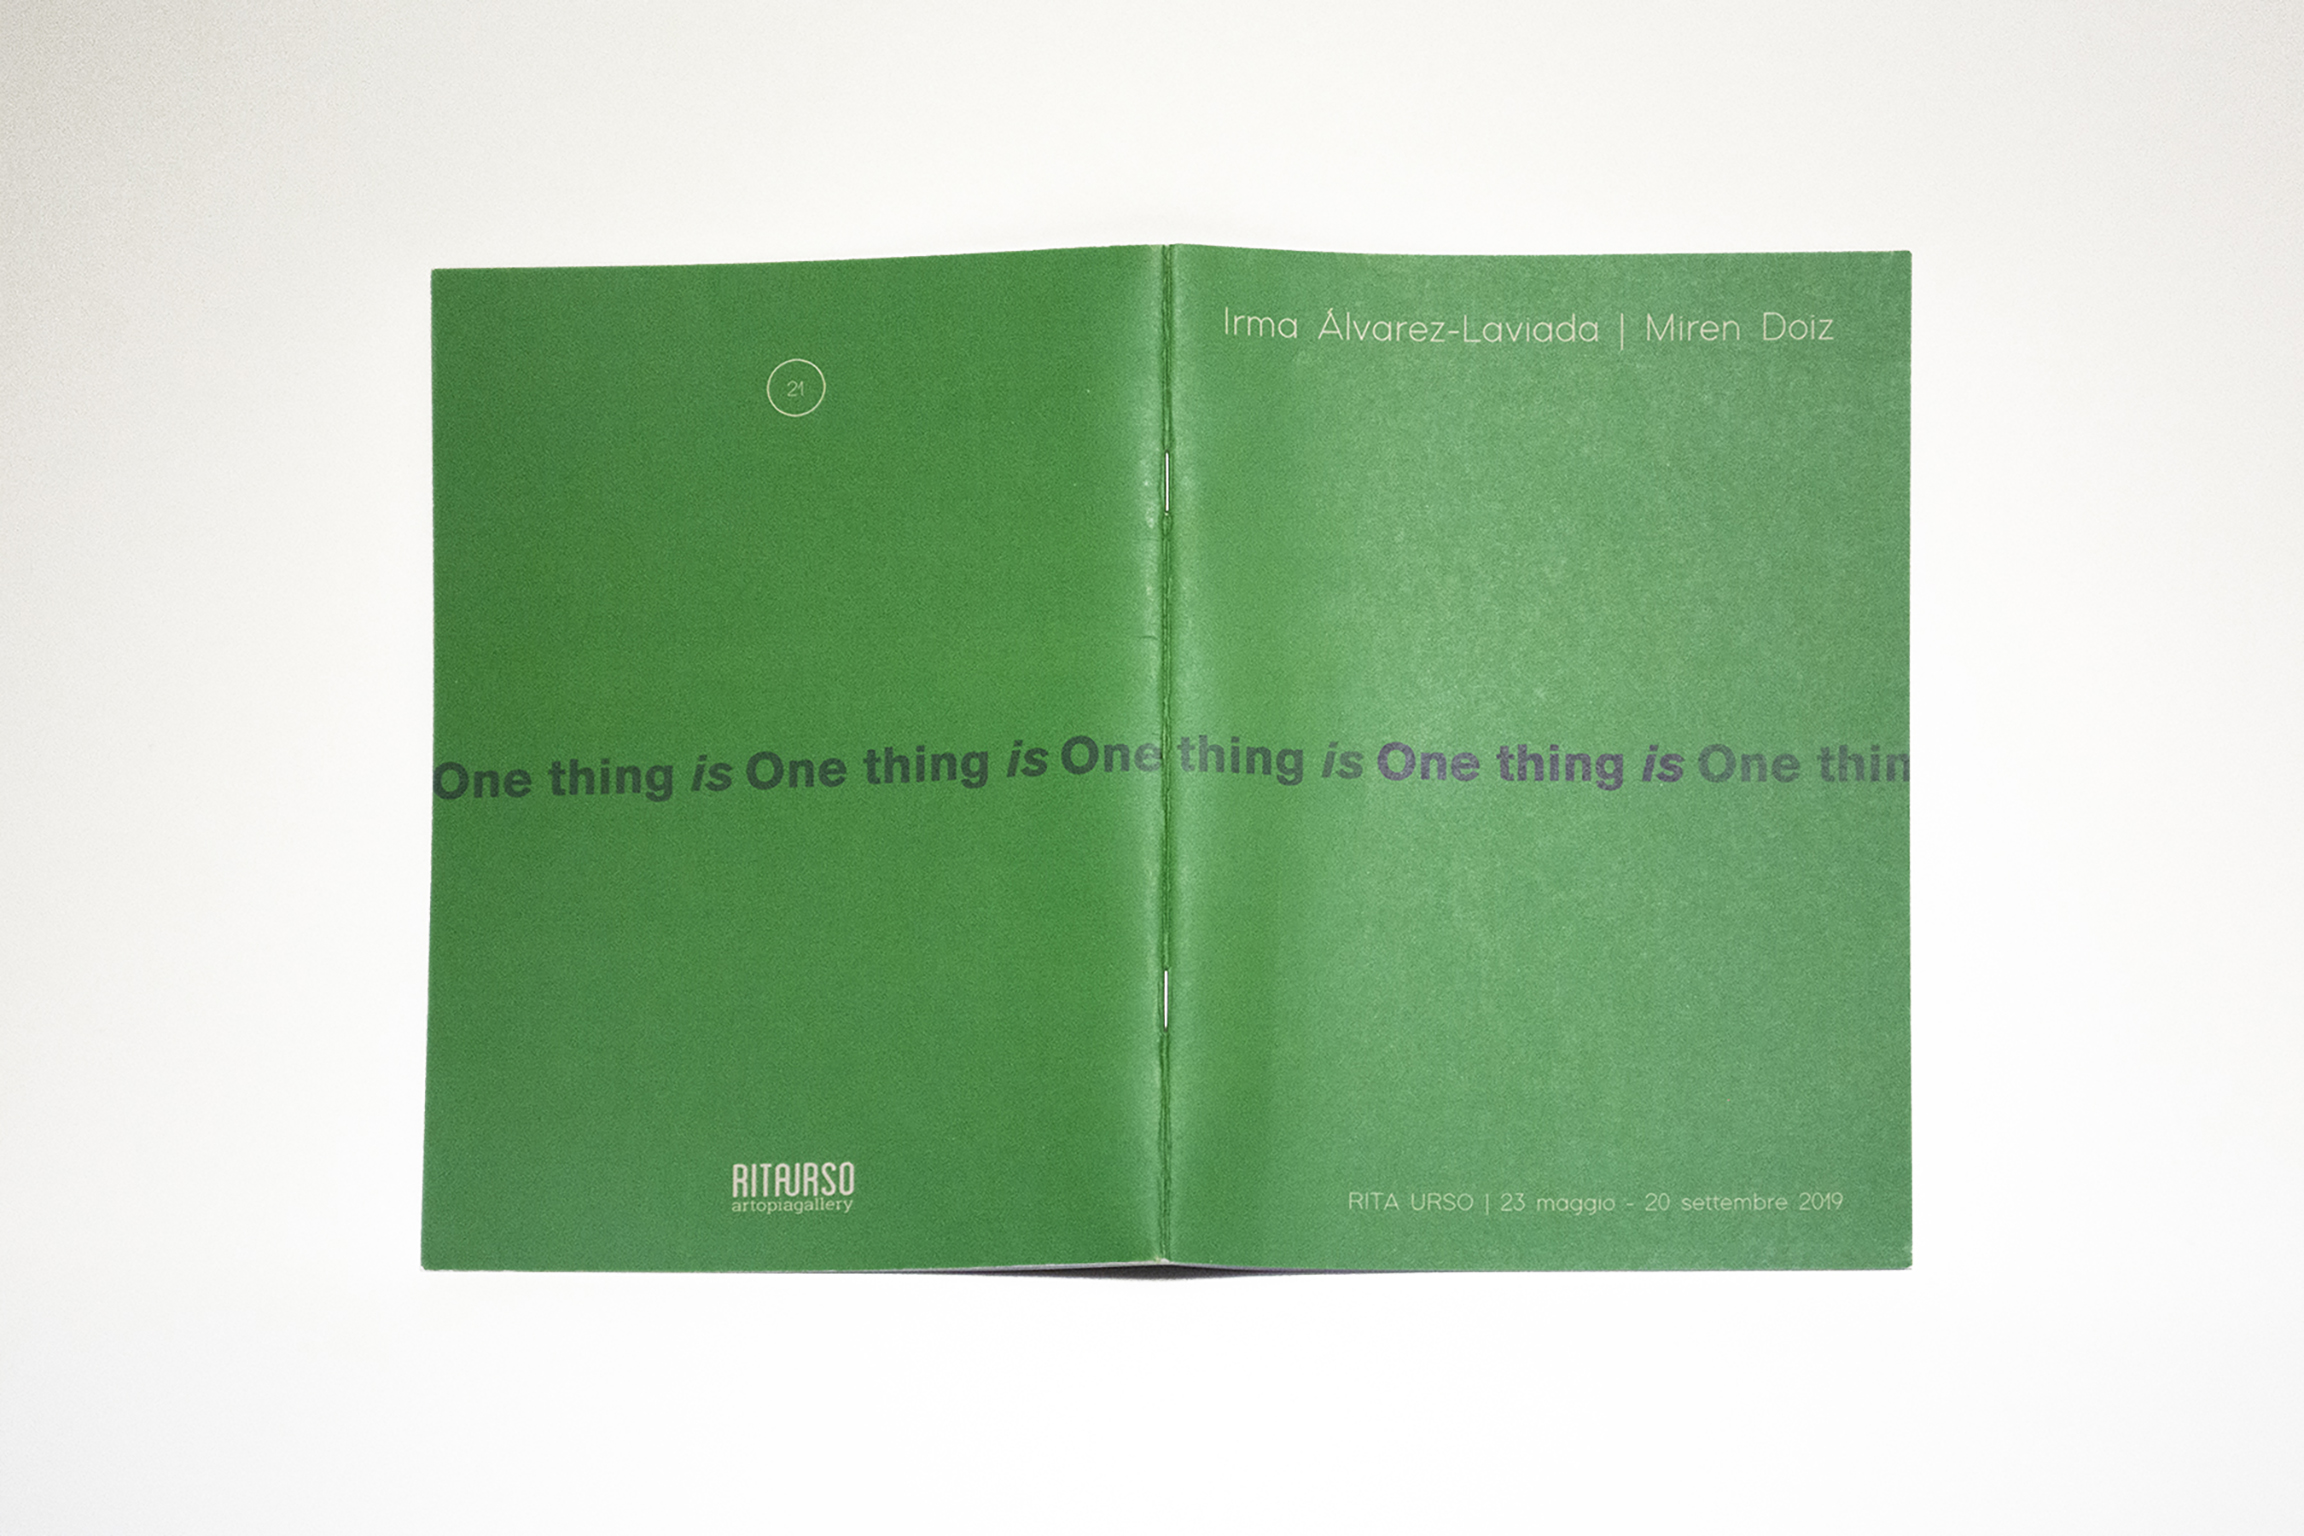 21
One thing is One thing is One thing is One thing is One thin
RITAURSO
artopiagallery
Irma Álvarez-Laviada | Miren Doiz
RITA URSO | 23 maggio - 20 settembre 2019